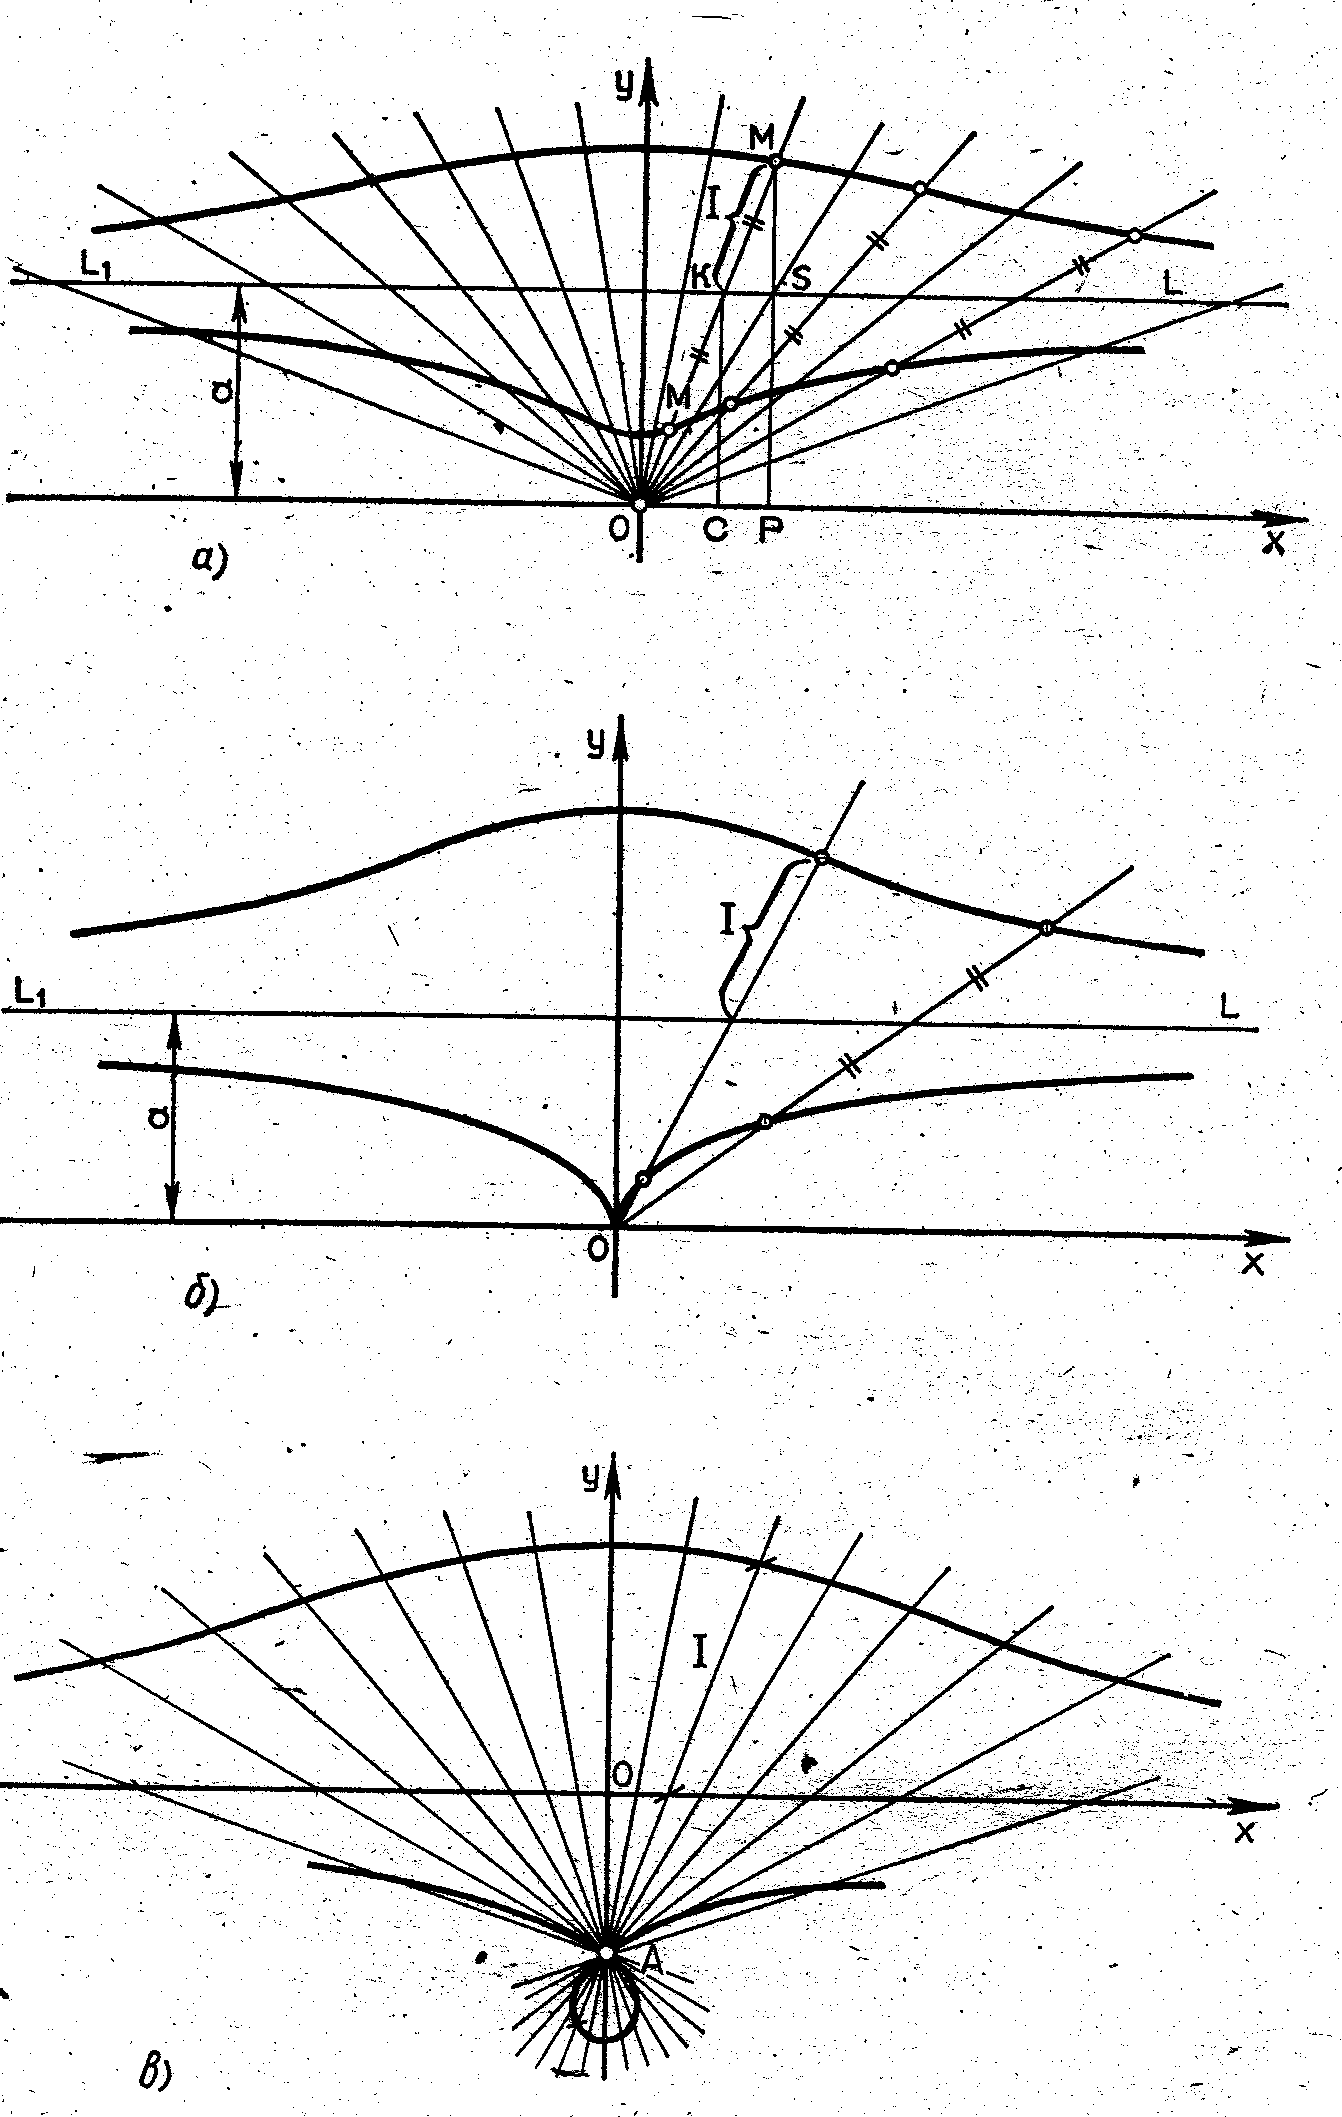 у
М
I
L₁
К
S
L
а
М
О
С
Р
х
а)
у
I
L₁
L
а
О
х
б)
у
I
О
х
А
в)